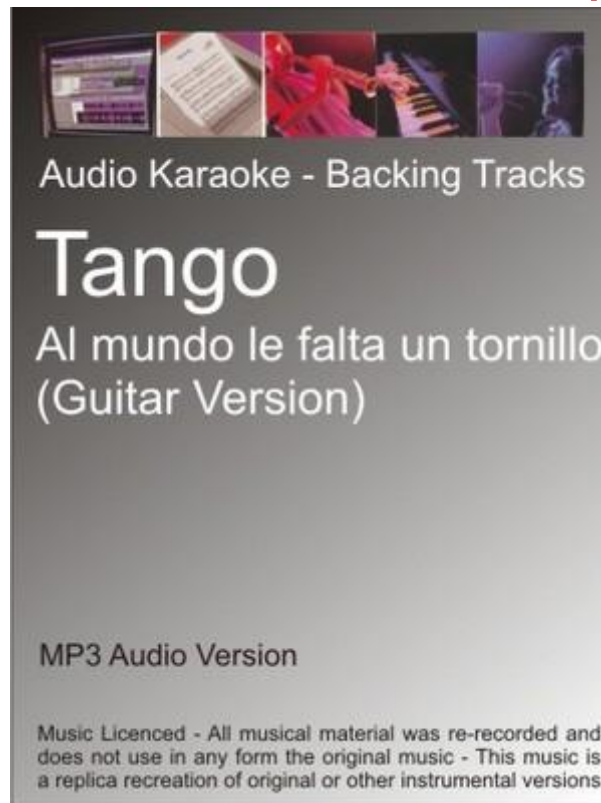 Audio Karaoke - Backing Tracks
Tango
Al mundo le falta un tornillo
(Guitar Version)
MP3 Audio Version
Music Licenced - All musical material was re-recorded and
does not use in any form the original music - This music is
a replica recreation of original or other instrumental versions